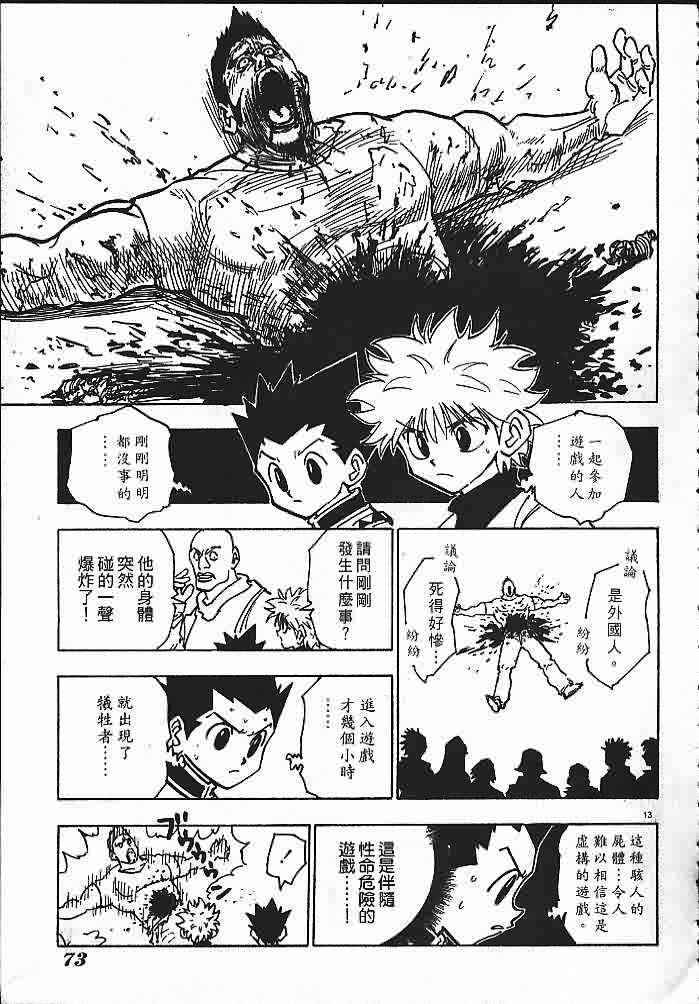 一起參加
遊戲的人
……
剛剛明明
都沒事的
……
議論
紛紛
是外國人。
死得好慘…
議論
紛紛
請問剛剛
發生什麼事？
他的身體
突然
碰的一聲
爆炸了！
進入遊戲
才幾個小時
……
就出現了
犧牲者……
13
這種駭人的
屍體…令人
難以相信這是
虛構的遊戲。
這是伴隨
性命危險的
遊戲……！
！
73